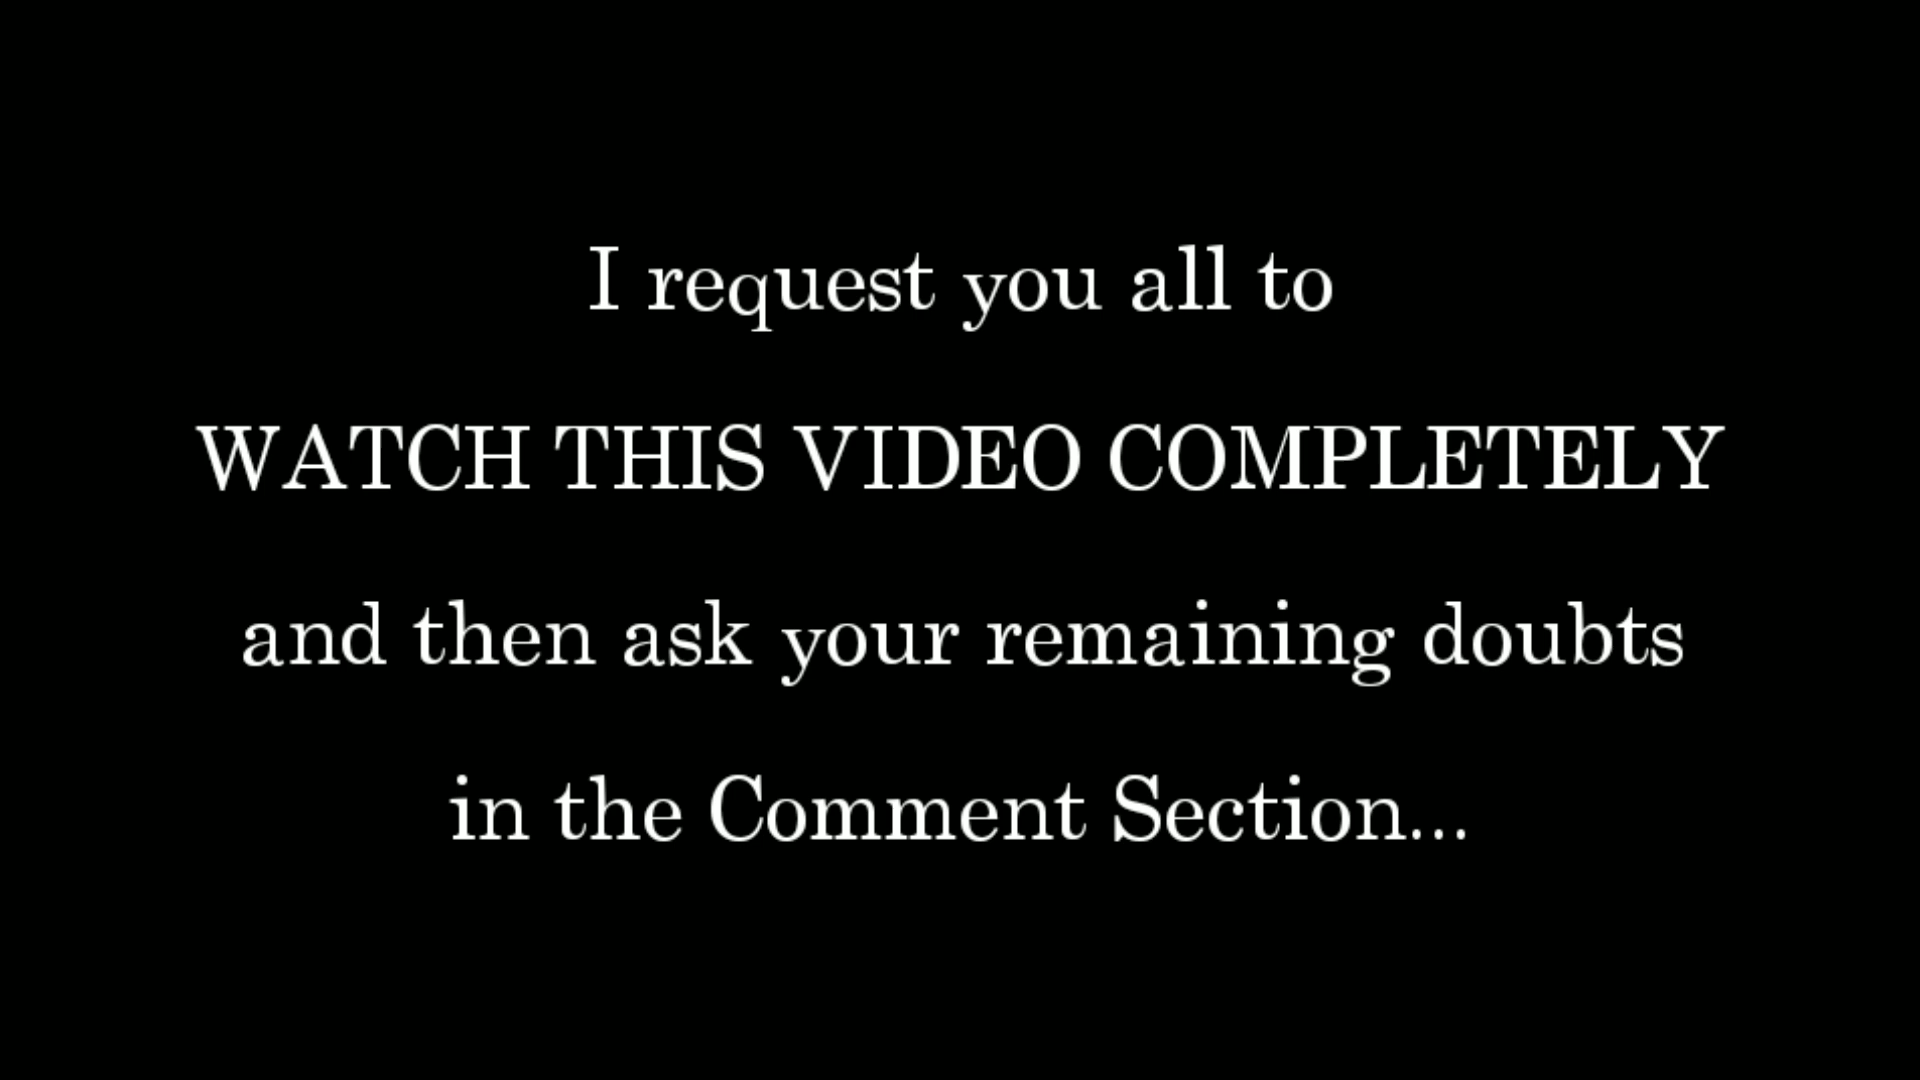 I request you all to
WATCH THIS VIDEO COMPLETELY
and then ask your remaining doubts
in the Comment Section...